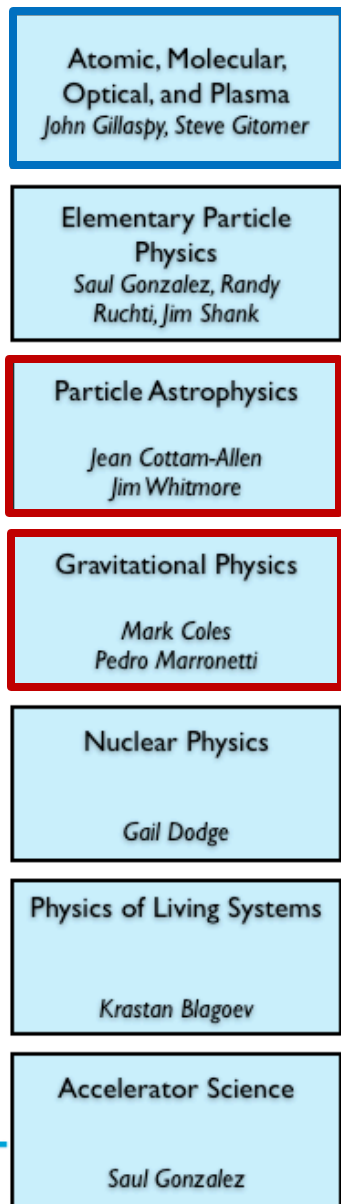 Atomic, Molecular,
Optical, and Plasma
John Gillaspy, Steve Gitomer
Elementary Particle
Physics
Saul Gonzalez, Randy
Ruchti, Jim Shank
Particle Astrophysics
Jean Cottam-Allen
Jim Whitmore
Gravitational Physics
Mark Coles
Pedro Marronetti
Nuclear Physics
Gail Dodge
Physics of Living Systems
Krastan Blagoev
Accelerator Science
Saul Gonzalez